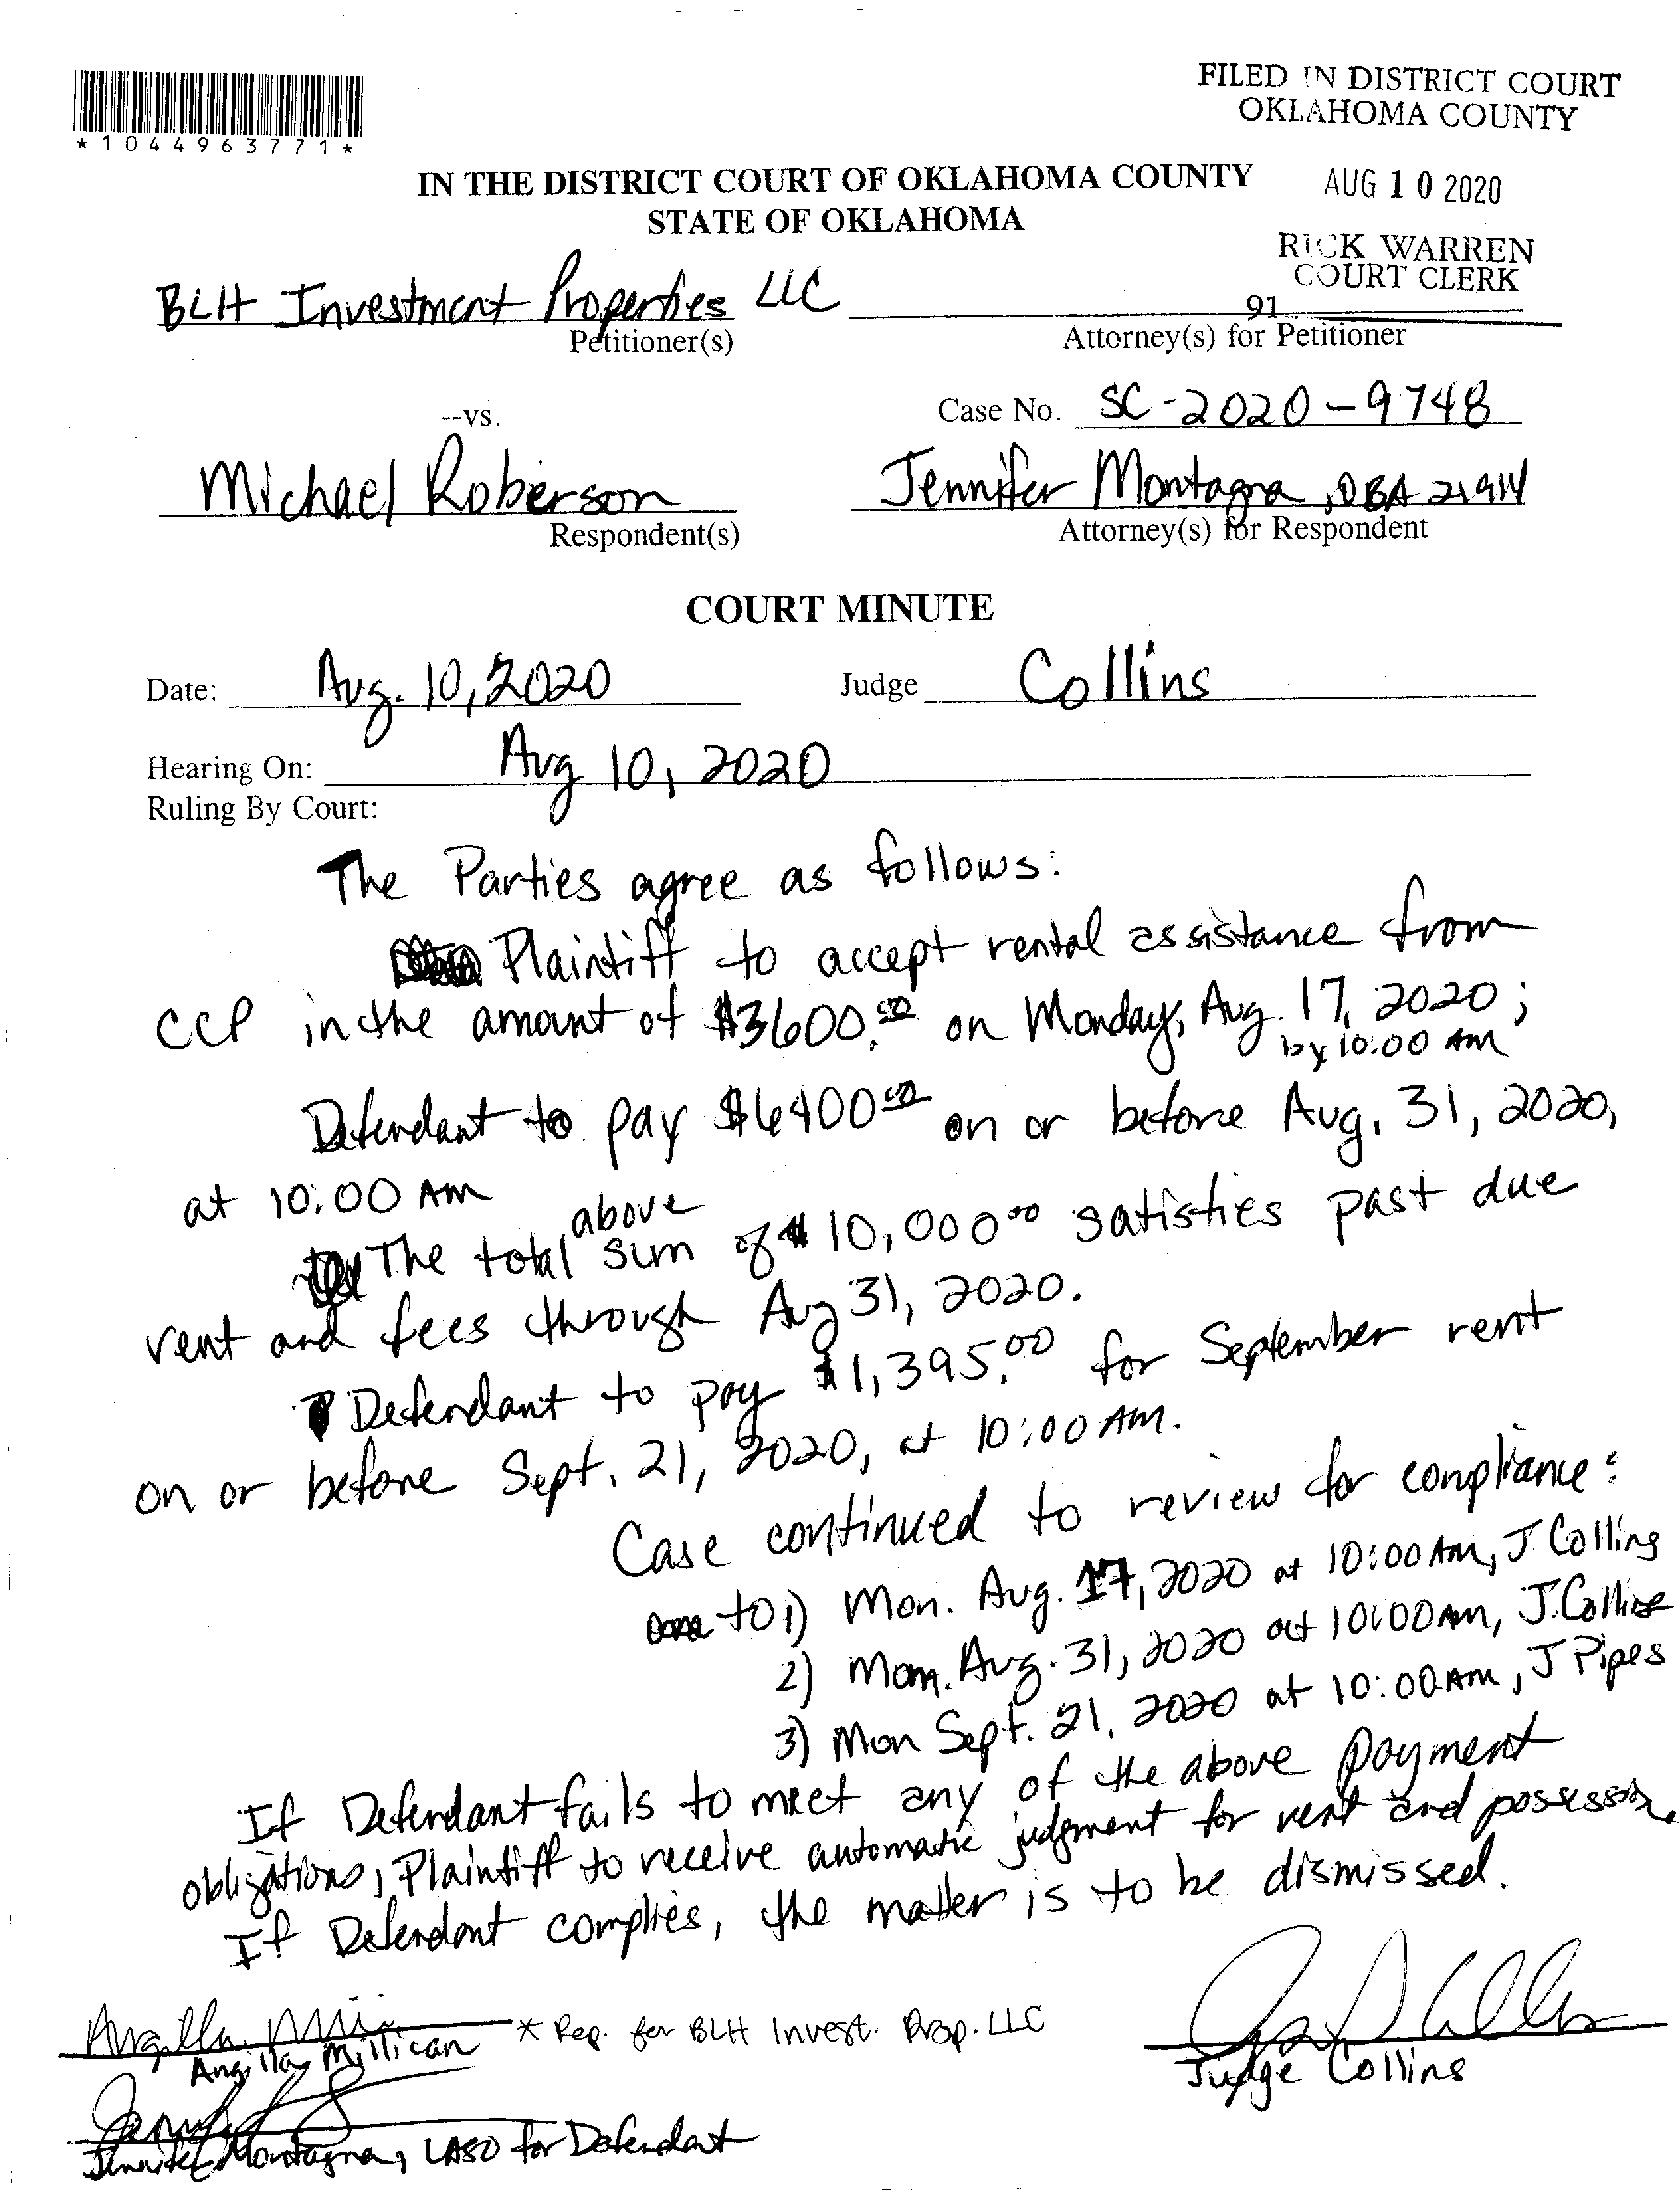 FILED IN DISTRICT COURT
OKLAHOMA COUNTY
*1044963771*
IN THE DISTRICT COURT OF OKLAHOMA COUNTY
AUG 10 2020
STATE OF OKLAHOMA
RICK WARREN
COURT CLERK
91
BLH Investment Properties LLC
Petitioner(s)
Attorney(s) for Petitioner
--vs.
Case No. SC-2020-9748
Michael Roberson
Jennifer Montagna, OBA 21914
Respondent(s)
Attorney(s) for Respondent
COURT MINUTE
Date: Aug. 10, 2020 Judge Collins
Hearing On: Aug 10, 2020
Ruling By Court:
The Parties agree as follows:
Plaintiff to accept rental assistance from
CCP in the amount of $3600.00 on Monday, Aug. 17, 2020;
by 10:00 AM
Defendant to pay $6400.00 on or before Aug. 31, 2020,
at 10:00 AM
above
The total sum of $10,000.00 satisfies past due
rent and fees through Aug 31, 2020.
Defendant to pay $1,395.00 for September rent
on or before Sept. 21, 2020, at 10:00 AM.
Case continued to review for compliance:
to 1) Mon. Aug. 17, 2020 at 10:00 AM, J. Collins
2) Mon. Aug. 31, 2020 at 10:00 AM, J. Collins
3) Mon Sept. 21, 2020 at 10:00 AM, J Pipes
If Defendant fails to meet any of the above payment
obligations, Plaintiff to receive automatic judgment for rent and possession.
If Defendant complies, the matter is to be dismissed.
* Rep. for BLH Invest. Prop. LLC
Angilla Millican
Judge Collins
Jennifer Montagna, LASO for Defendant